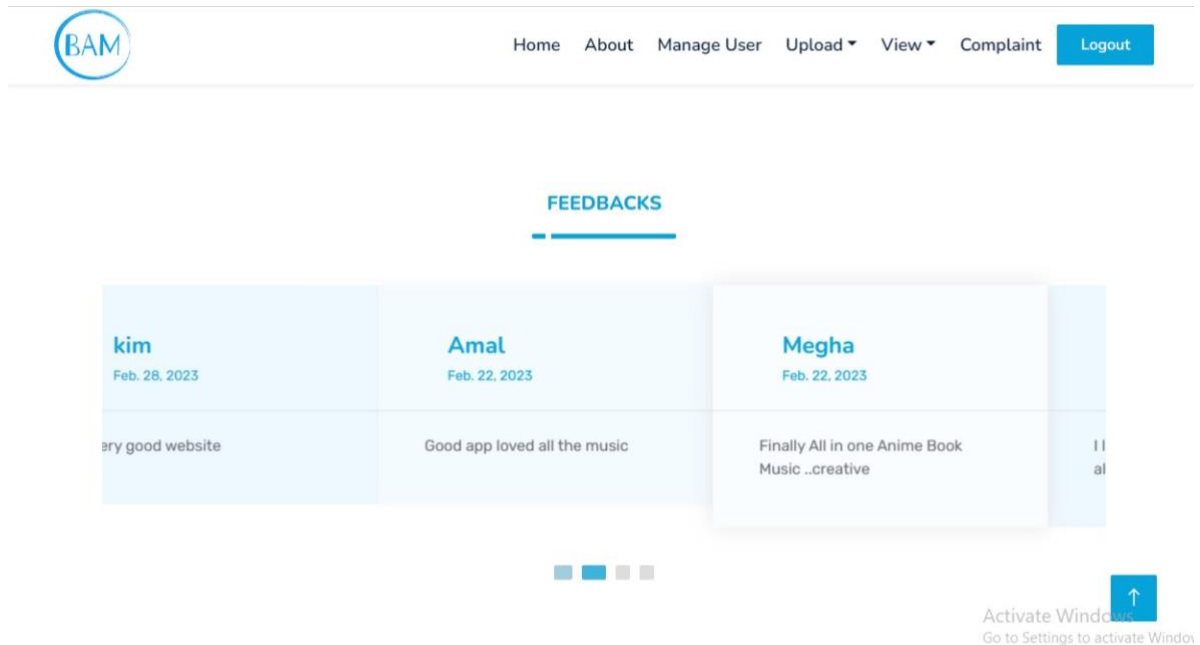 BAM
Home About Manage User Upload View Complaint Logout
FEEDBACKS
kim
Feb. 28, 2023
ery good website
Amal
Feb. 22, 2023
Good app loved all the music
Megha
Feb. 22, 2023
Finally All in one Anime Book
Music ..creative
I l
al
Activate Windows
Go to Settings to activate Window